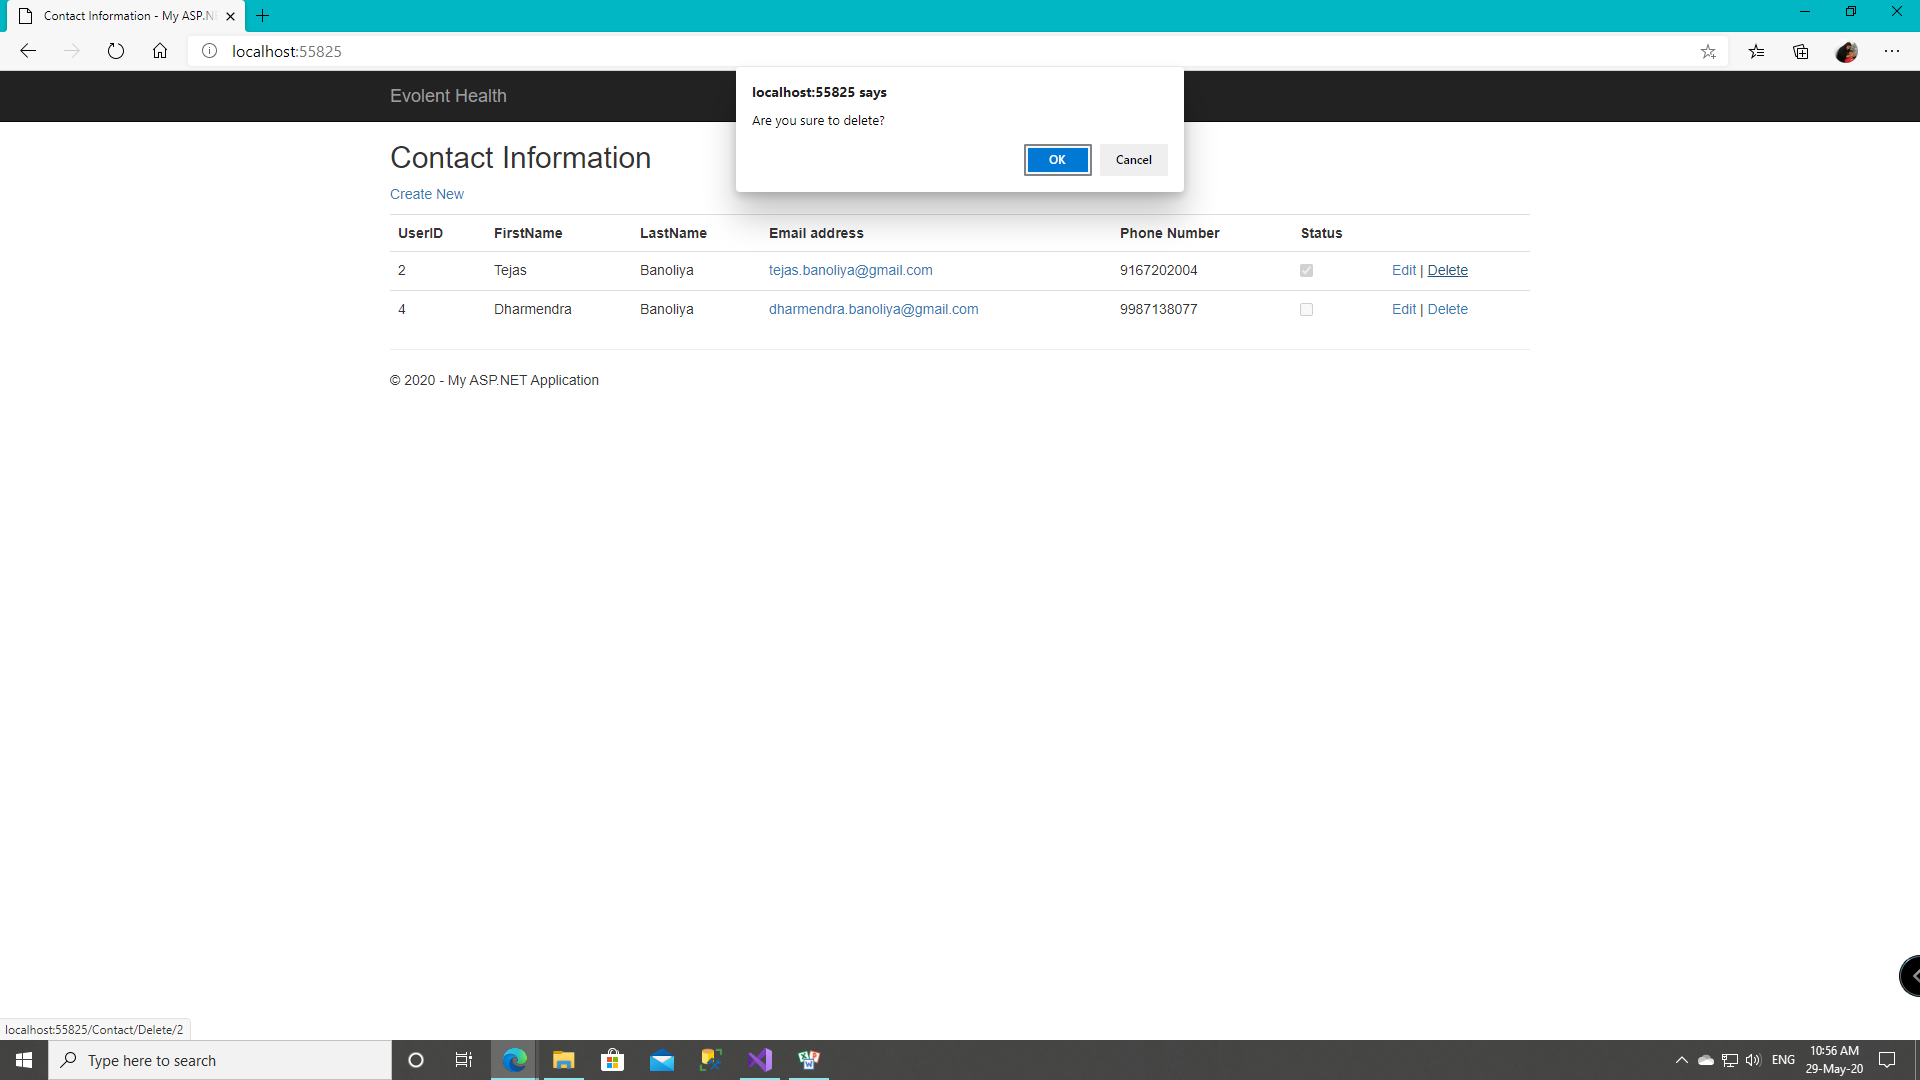 Contact Information - My ASP.N
localhost:55825
Evolent Health
localhost:55825 says
Are you sure to delete?
OK Cancel
Contact Information
Create New
UserID FirstName LastName Email address Phone Number Status
2 Tejas Banoliya tejas.banoliya@gmail.com 9167202004 Edit | Delete
4 Dharmendra Banoliya dharmendra.banoliya@gmail.com 9987138077 Edit | Delete
© 2020 - My ASP.NET Application
localhost:55825/Contact/Delete/2
Type here to search
ENG
10:56 AM
29-May-20